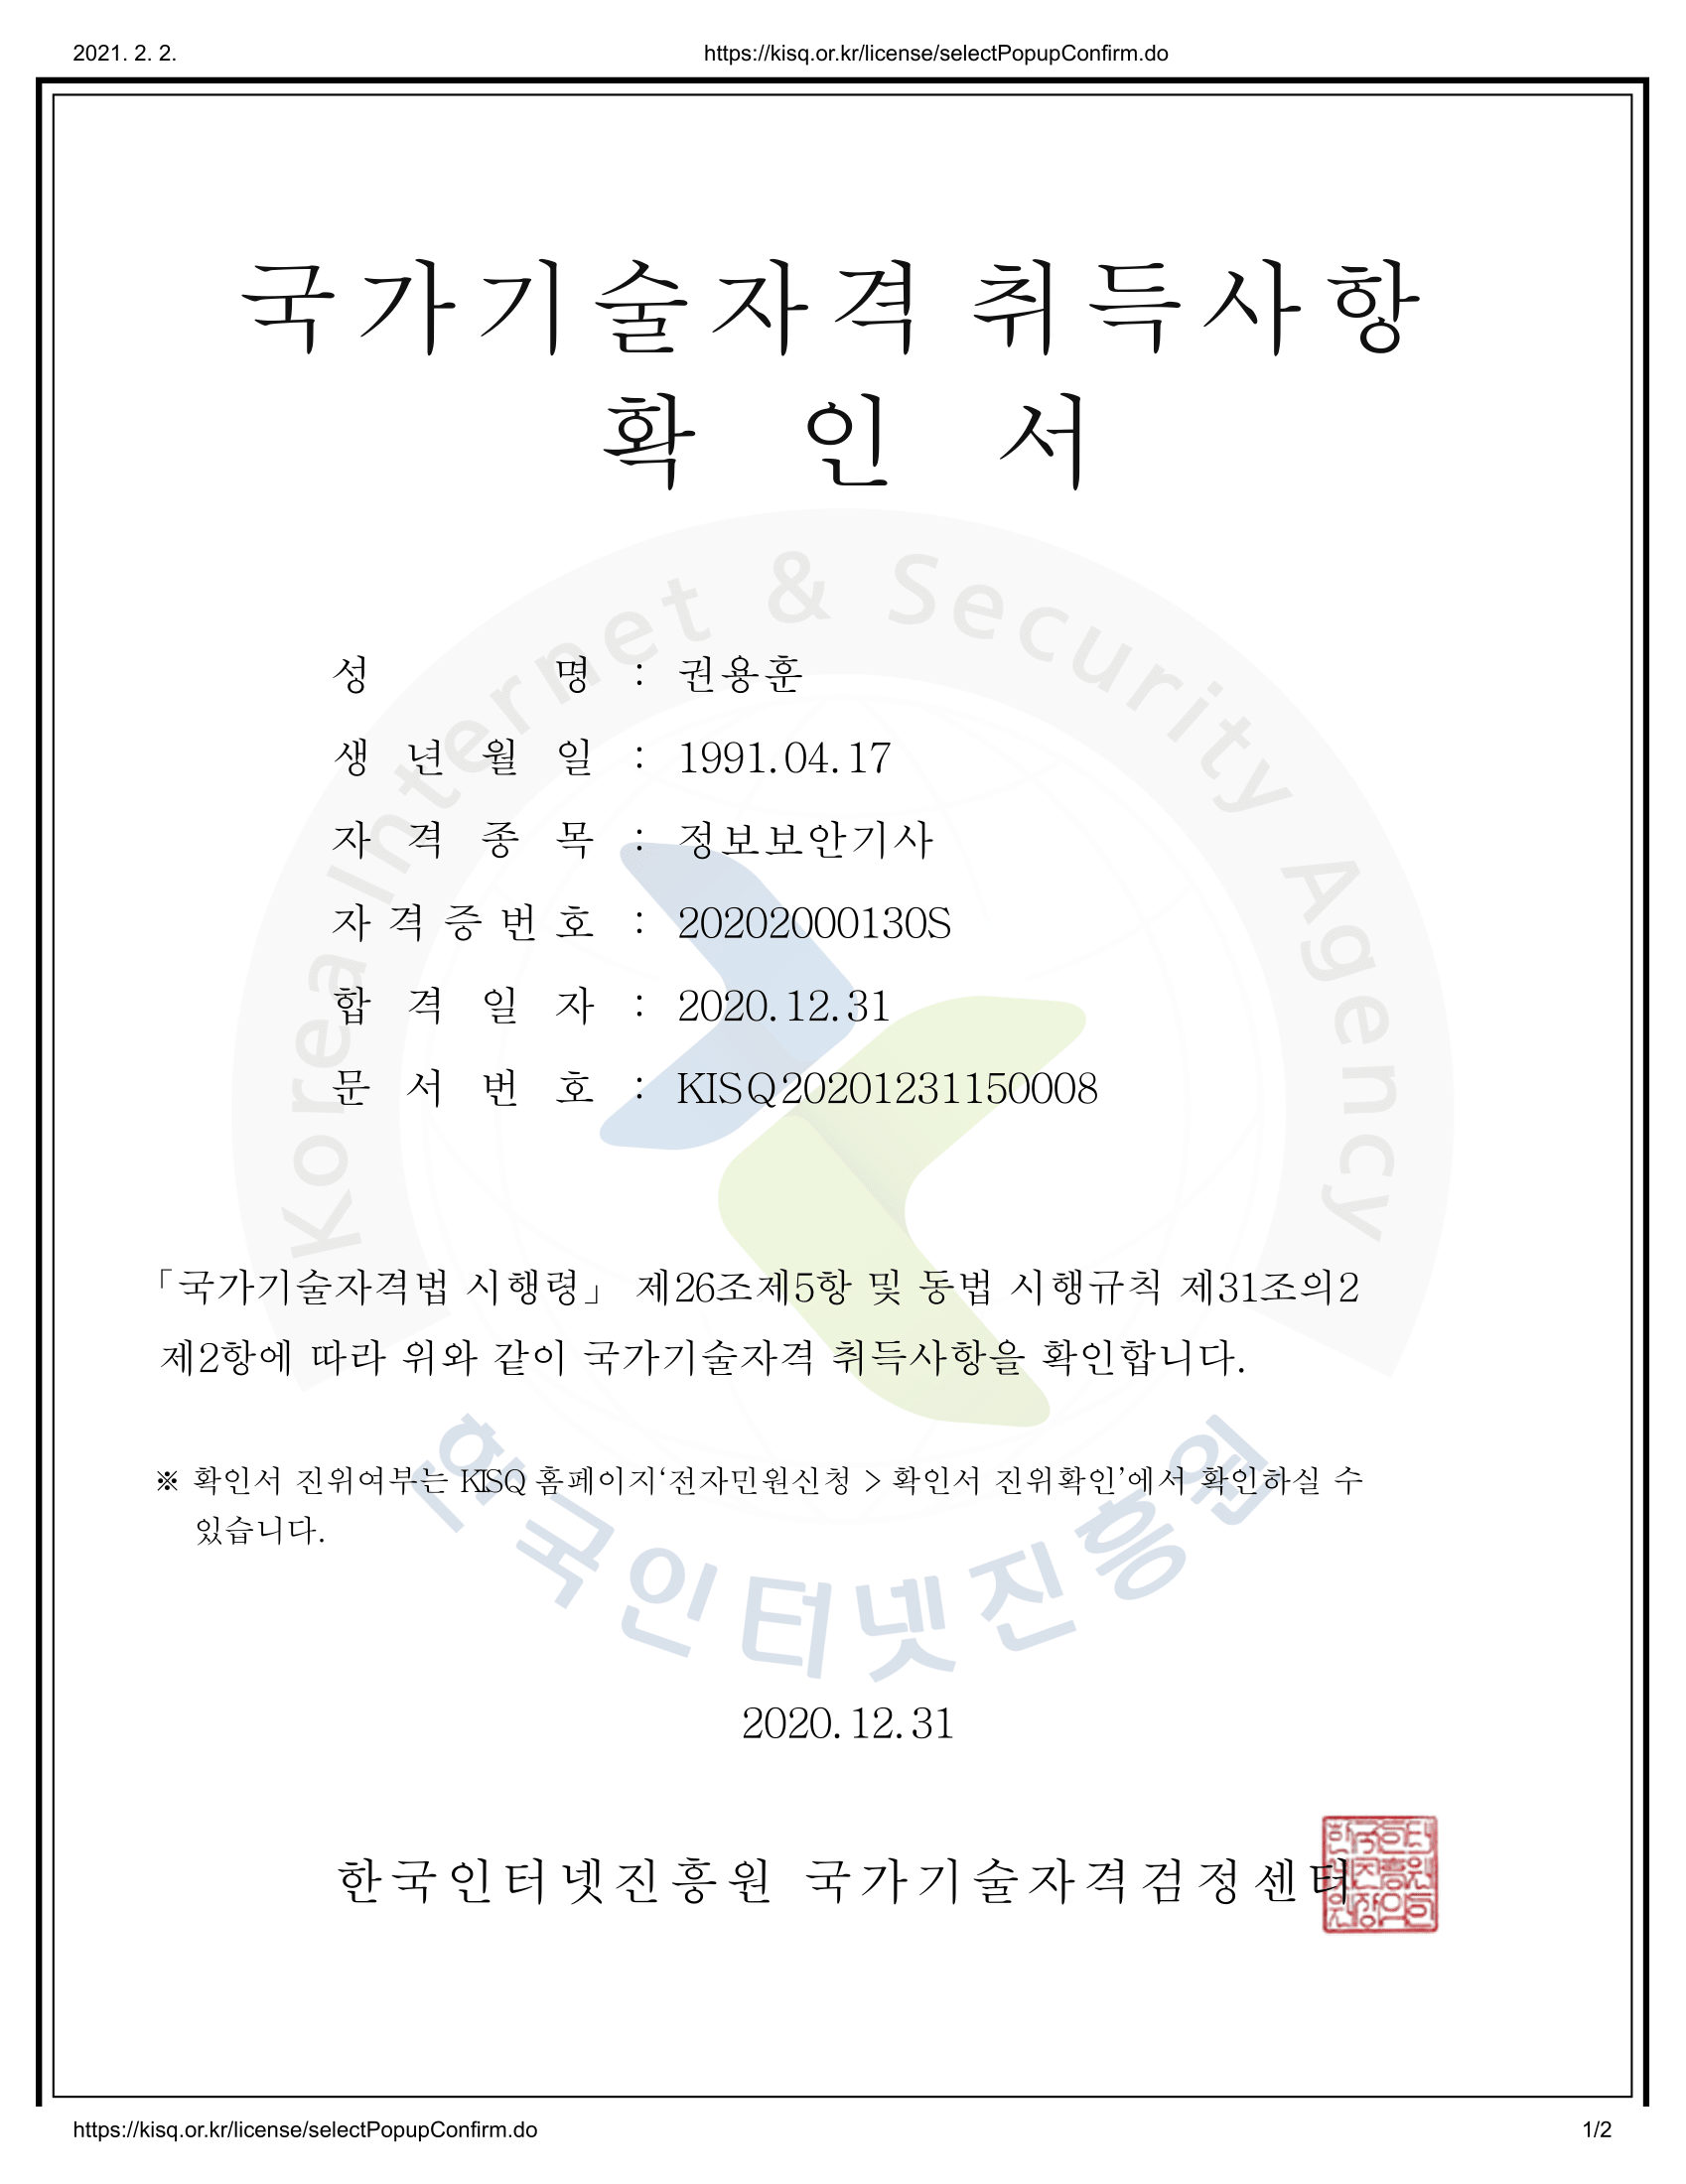 2021. 2. 2.
https://kisq.or.kr/license/selectPopupConfirm.do
국가기술자격 취득사항
확 인 서
Korea Internet & Security Agency
성 명 : 권용훈
생 년 월 일 : 1991.04.17
자 격 종 목 : 정보보안기사
자 격 증 번 호 : 20202000130S
합 격 일 자 : 2020.12.31
문 서 번 호 : KISQ20201231150008
「국가기술자격법 시행령」 제26조제5항 및 동법 시행규칙 제31조의2
제2항에 따라 위와 같이 국가기술자격 취득사항을 확인합니다.
※ 확인서 진위여부는 KISQ 홈페이지‘전자민원신청 > 확인서 진위확인’에서 확인하실 수
있습니다.
한국인터넷진흥원
2020.12.31
한국인터넷진흥원 국가기술자격검정센터
https://kisq.or.kr/license/selectPopupConfirm.do
1/2